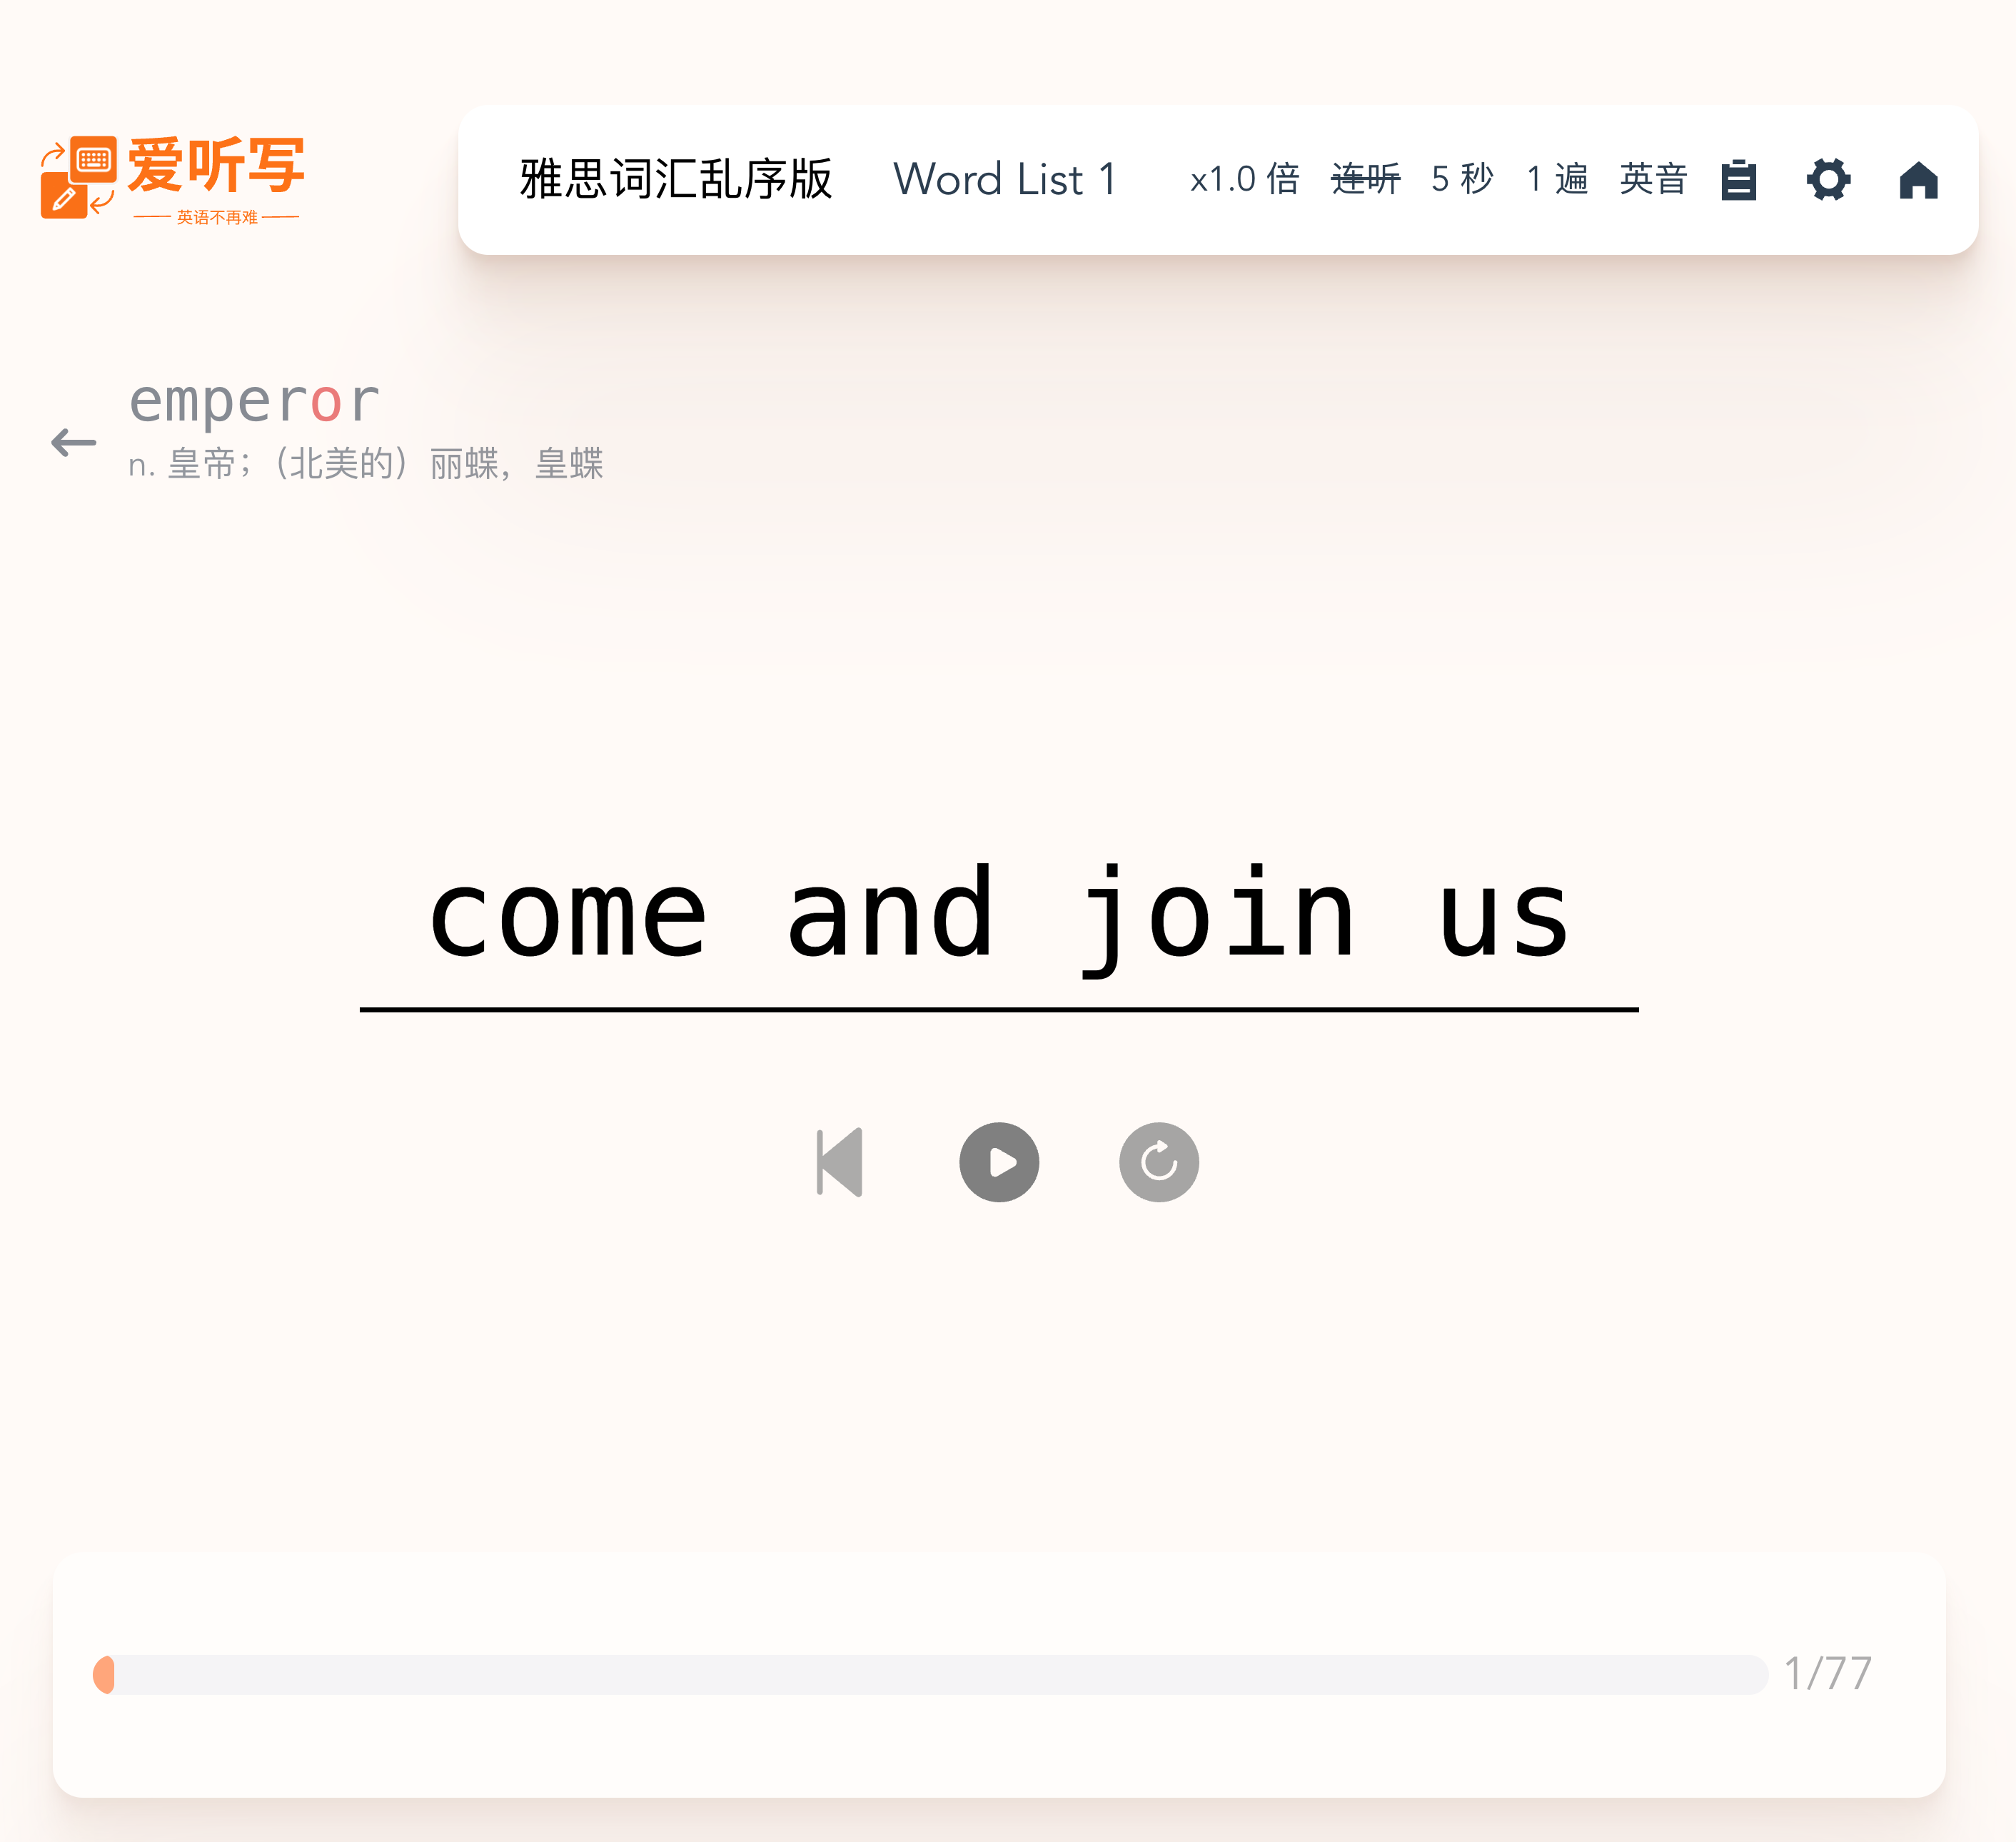 爱听写
英语不再难
雅思词汇乱序版 Word List 1 x1.0 倍 连听 5 秒 1 遍 英音
emperor
n. 皇帝；（北美的）丽蝶，皇蝶
come and join us
1/77